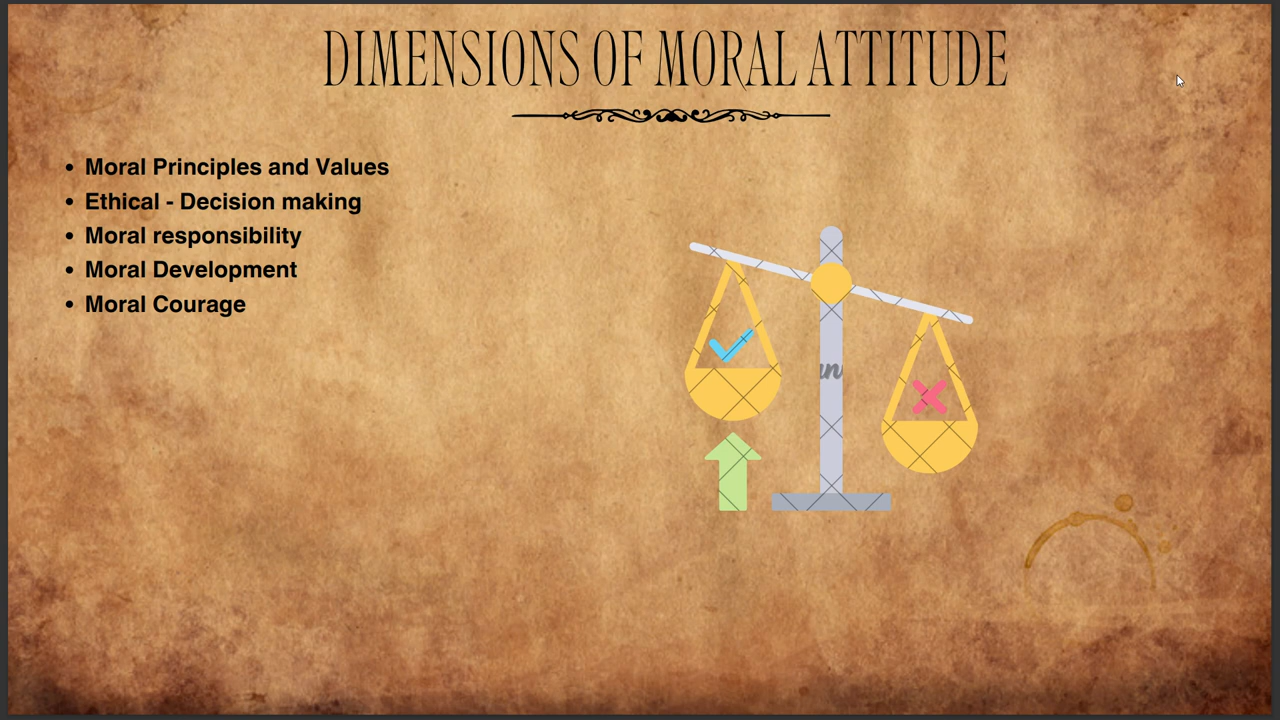 DIMENSIONS OF MORAL ATTITUDE
Moral Principles and Values
Ethical - Decision making
Moral responsibility
Moral Development
Moral Courage